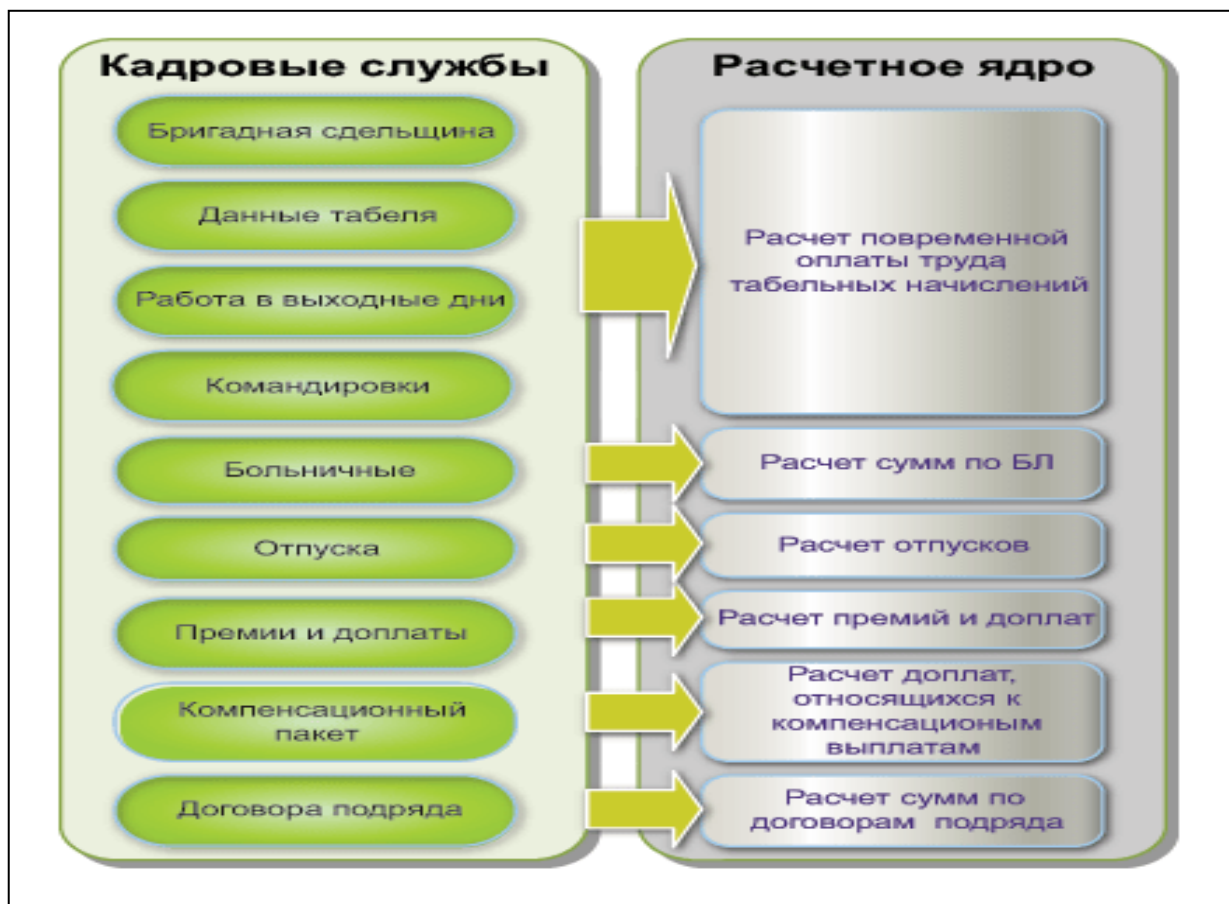 Кадровые службы
Бригадная сдельщина
Данные табеля
Работа в выходные дни
Командировки
Больничные
Отпуска
Премии и доплаты
Компенсационный
пакет
Договора подряда
Расчетное ядро
Расчет повременной
оплаты труда
табельных начислений
Расчет сумм по БЛ
Расчет отпусков
Расчет премий и доплат
Расчет доплат,
относящихся к
компенсационым
выплатам
Расчет сумм по
договорам подряда